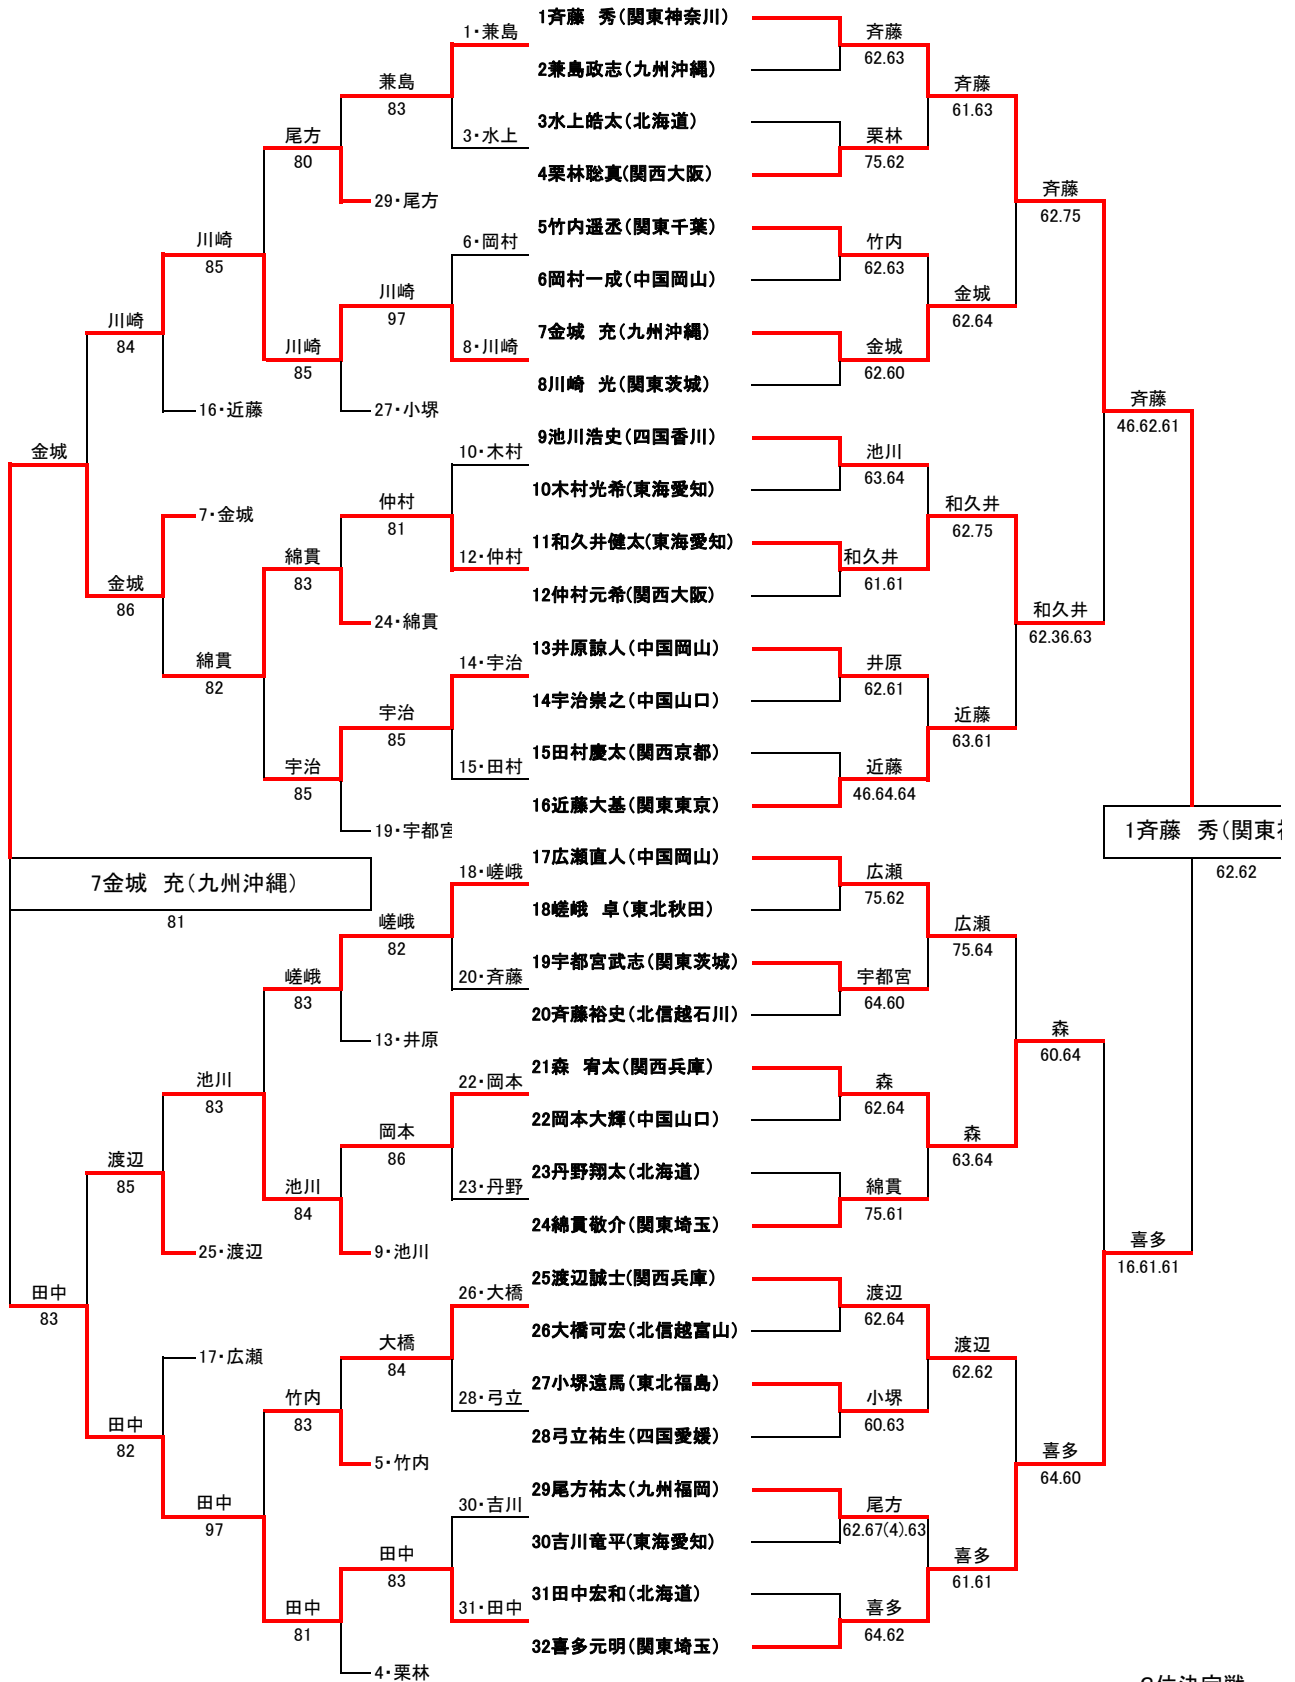 1斉藤　秀(関東神奈川)
2兼島政志(九州沖縄)
3水上皓太(北海道)
4栗林聡真(関西大阪)
5竹内遥丞(関東千葉)
6岡村一成(中国岡山)
7金城　充(九州沖縄)
8川崎　光(関東茨城)
9池川浩史(四国香川)
10木村光希(東海愛知)
11和久井健太(東海愛知)
12仲村元希(関西大阪)
13井原諒人(中国岡山)
14宇治崇之(中国山口)
15田村慶太(関西京都)
16近藤大基(関東東京)
17広瀬直人(中国岡山)
18嵯峨　卓(東北秋田)
19宇都宮武志(関東茨城)
20斉藤裕史(北信越石川)
21森　宥太(関西兵庫)
22岡本大輝(中国山口)
23丹野翔太(北海道)
24綿貫敬介(関東埼玉)
25渡辺誠士(関西兵庫)
26大橋可宏(北信越富山)
27小堺遠馬(東北福島)
28弓立祐生(四国愛媛)
29尾方祐太(九州福岡)
30吉川竜平(東海愛知)
31田中宏和(北海道)
32喜多元明(関東埼玉)
斉藤
62.63
栗林
75.62
竹内
62.63
金城
62.60
池川
63.64
和久井
61.61
井原
62.61
近藤
46.64.64
広瀬
75.62
宇都宮
64.60
森
62.64
綿貫
75.61
渡辺
62.64
小堺
60.63
尾方
62.67(4).63
喜多
64.62
斉藤
61.63
金城
62.64
和久井
62.75
近藤
63.61
広瀬
75.64
森
63.64
渡辺
62.62
喜多
61.61
斉藤
62.75
和久井
62.36.63
森
60.64
喜多
64.60
斉藤
46.62.61
喜多
16.61.61
1斉藤　秀(関東
62.62
1・兼島
3・水上
6・岡村
8・川崎
10・木村
12・仲村
14・宇治
15・田村
18・嵯峨
20・斉藤
22・岡本
23・丹野
26・大橋
28・弓立
30・吉川
31・田中
兼島
83
29・尾方
川崎
97
27・小堺
仲村
81
24・綿貫
宇治
85
19・宇都宮
嵯峨
82
13・井原
岡本
86
9・池川
大橋
84
5・竹内
田中
83
4・栗林
尾方
80
川崎
85
綿貫
83
宇治
85
嵯峨
83
池川
84
竹内
83
田中
81
川崎
85
16・近藤
7・金城
綿貫
82
池川
83
25・渡辺
17・広瀬
田中
97
川崎
84
金城
86
渡辺
85
田中
82
金城
田中
83
7金城　充(九州沖縄)
81